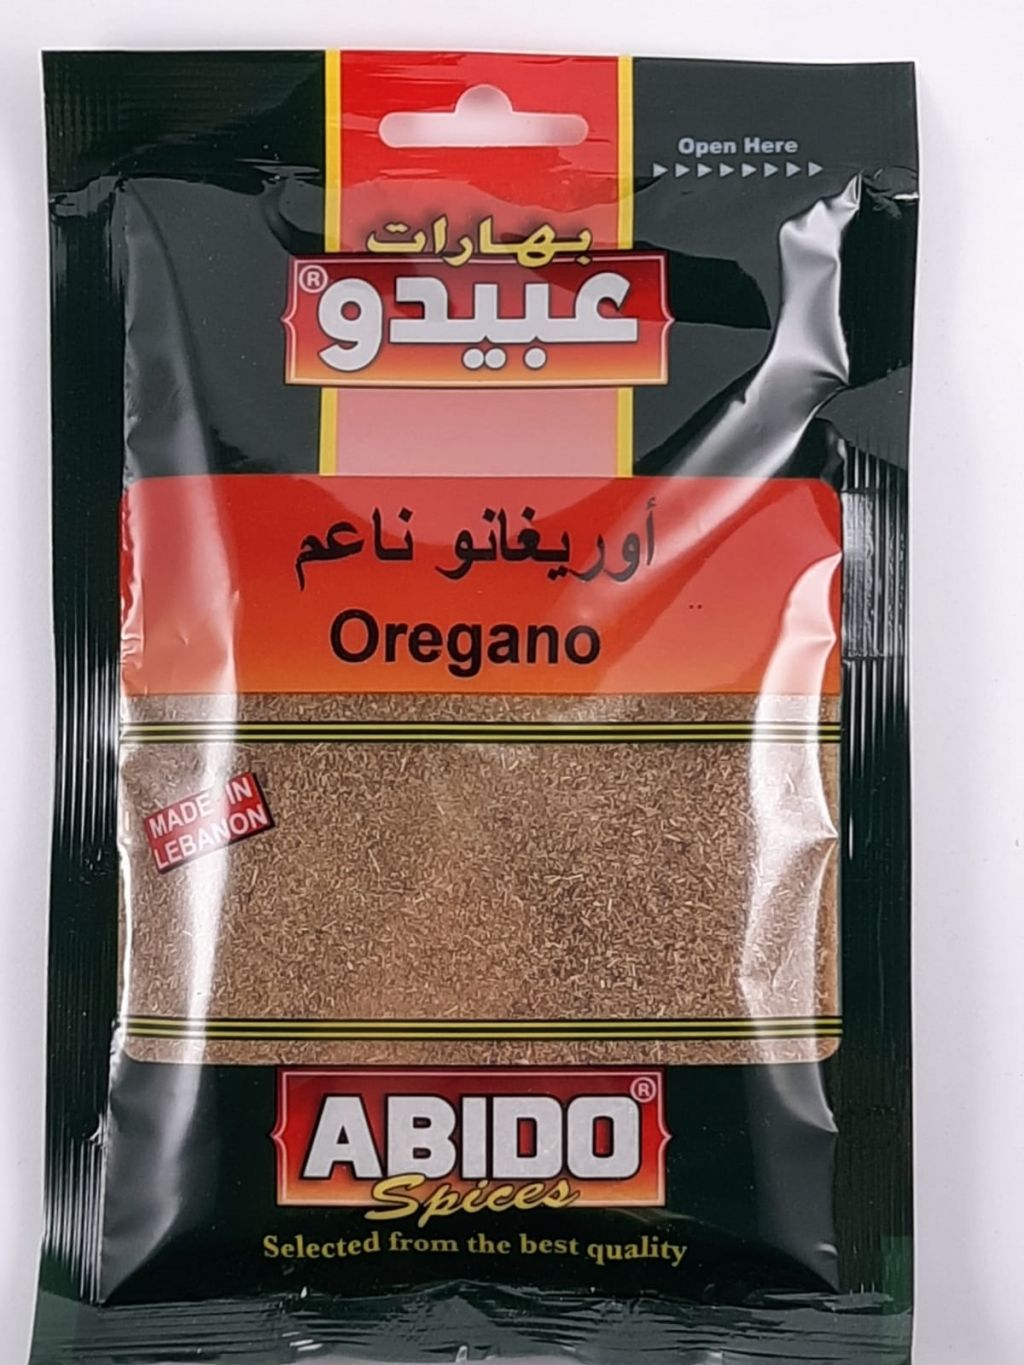 Open Here
بهارات
عبيدو®
أوريغانو ناعم
Oregano
MADE IN
LEBANON
ABIDO®
Spices
Selected from the best quality